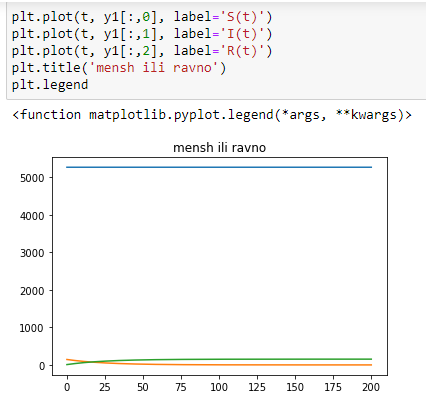 plt.plot(t, y1[:,0], label='S(t)')
plt.plot(t, y1[:,1], label='I(t)')
plt.plot(t, y1[:,2], label='R(t)')
plt.title('mensh ili ravno')
plt.legend
<function matplotlib.pyplot.legend(*args, **kwargs)>
mensh ili ravno
5000
4000
3000
2000
1000
0
0 25 50 75 100 125 150 175 200